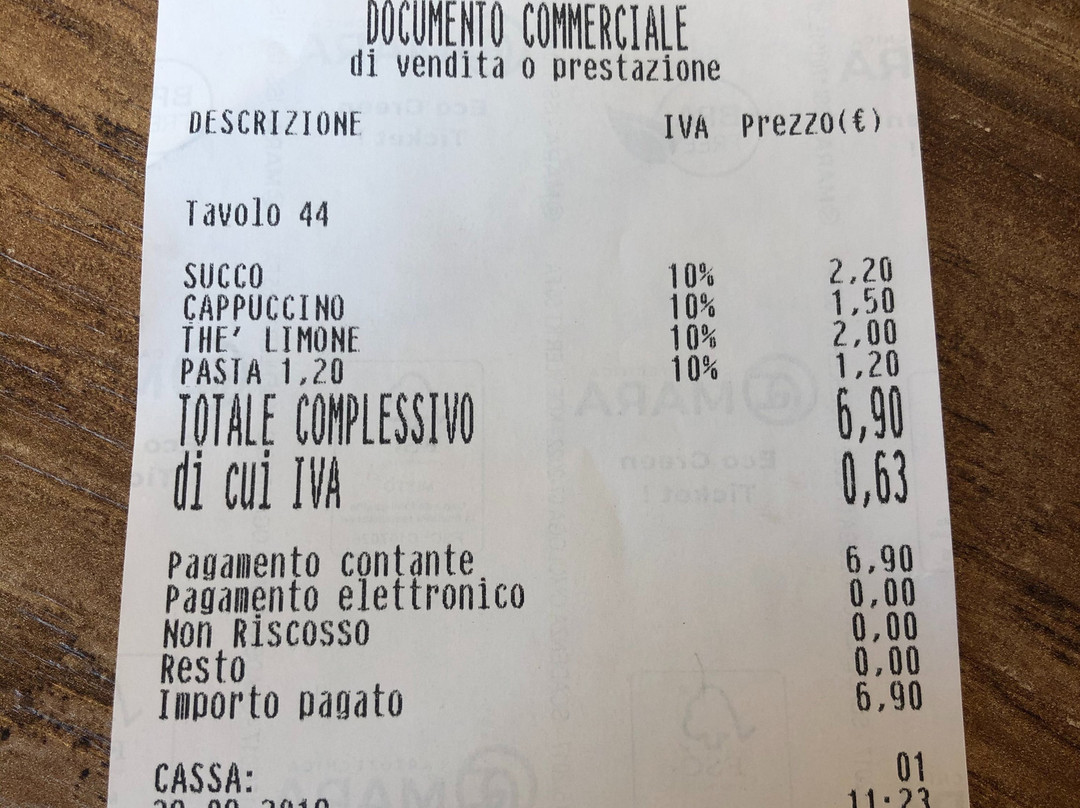 DOCUMENTO COMMERCIALE
di vendita o prestazione
DESCRIZIONE IVA Prezzo(€)
Tavolo 44
SUCCO 10% 2,20
CAPPUCCINO 10% 1,50
THE' LIMONE 10% 2,00
PASTA 1,20 10% 1,20
TOTALE COMPLESSIVO 6,90
di cui IVA 0,63
Pagamento contante 6,90
Pagamento elettronico 0,00
Non Riscosso 0,00
Resto 0,00
Importo pagato 6,90
CASSA: 01
11:23